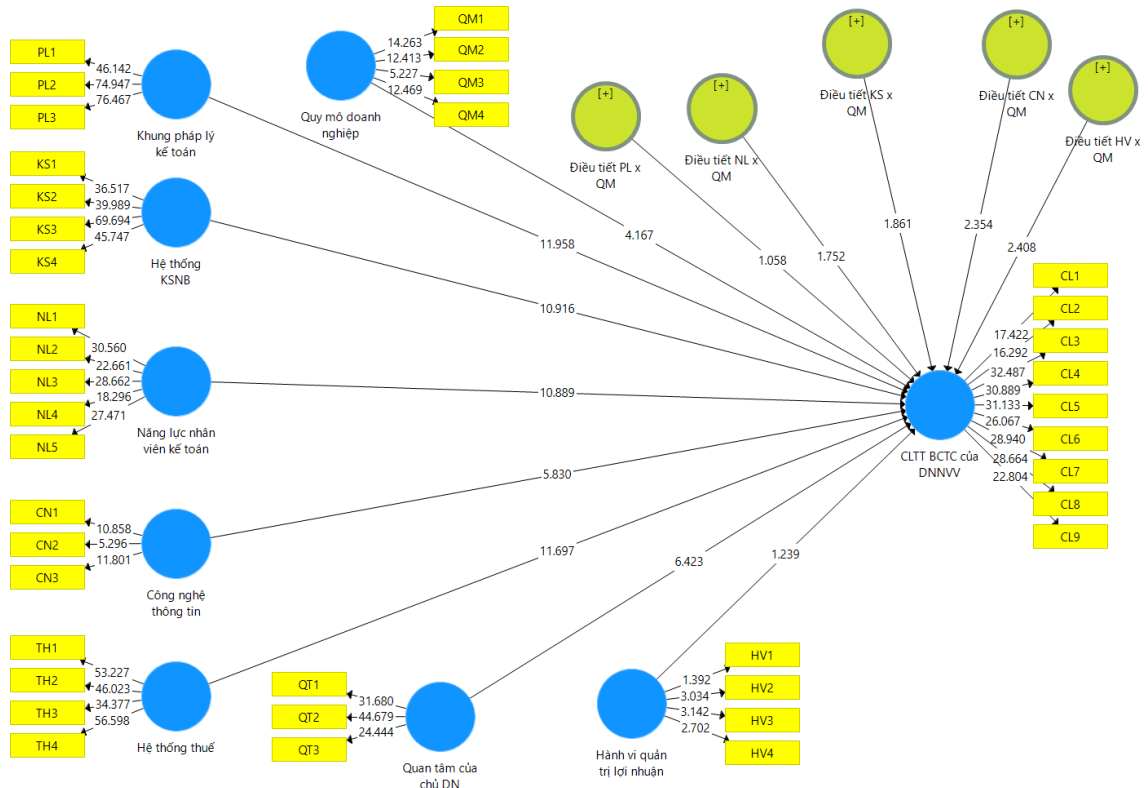 PL1
PL2
PL3
46.142
74.947
76.467
Khung pháp lý
kế toán
KS1
KS2
KS3
KS4
36.517
39.989
69.694
45.747
Hệ thống
KSNB
NL1
NL2
NL3
NL4
NL5
30.560
22.661
28.662
18.296
27.471
Năng lực nhân
viên kế toán
CN1
CN2
CN3
10.858
5.296
11.801
Công nghệ
thông tin
TH1
TH2
TH3
TH4
53.227
46.023
34.377
56.598
Hệ thống thuế
QM1
QM2
QM3
QM4
14.263
12.413
5.227
12.469
Quy mô doanh
nghiệp
QT1
QT2
QT3
31.680
44.679
24.444
Quan tâm của
chủ DN
HV1
HV2
HV3
HV4
1.392
3.034
3.142
2.702
Hành vi quản
trị lợi nhuận
[+]
Điều tiết PL x
QM
[+]
Điều tiết NL x
QM
[+]
Điều tiết KS x
QM
[+]
Điều tiết CN x
QM
[+]
Điều tiết HV x
QM
11.958
4.167
1.058
1.752
1.861
2.354
2.408
10.916
10.889
5.830
11.697
6.423
1.239
CLTT BCTC của
DNNVV
17.422
16.292
32.487
30.889
31.133
26.067
28.940
28.664
22.804
CL1
CL2
CL3
CL4
CL5
CL6
CL7
CL8
CL9